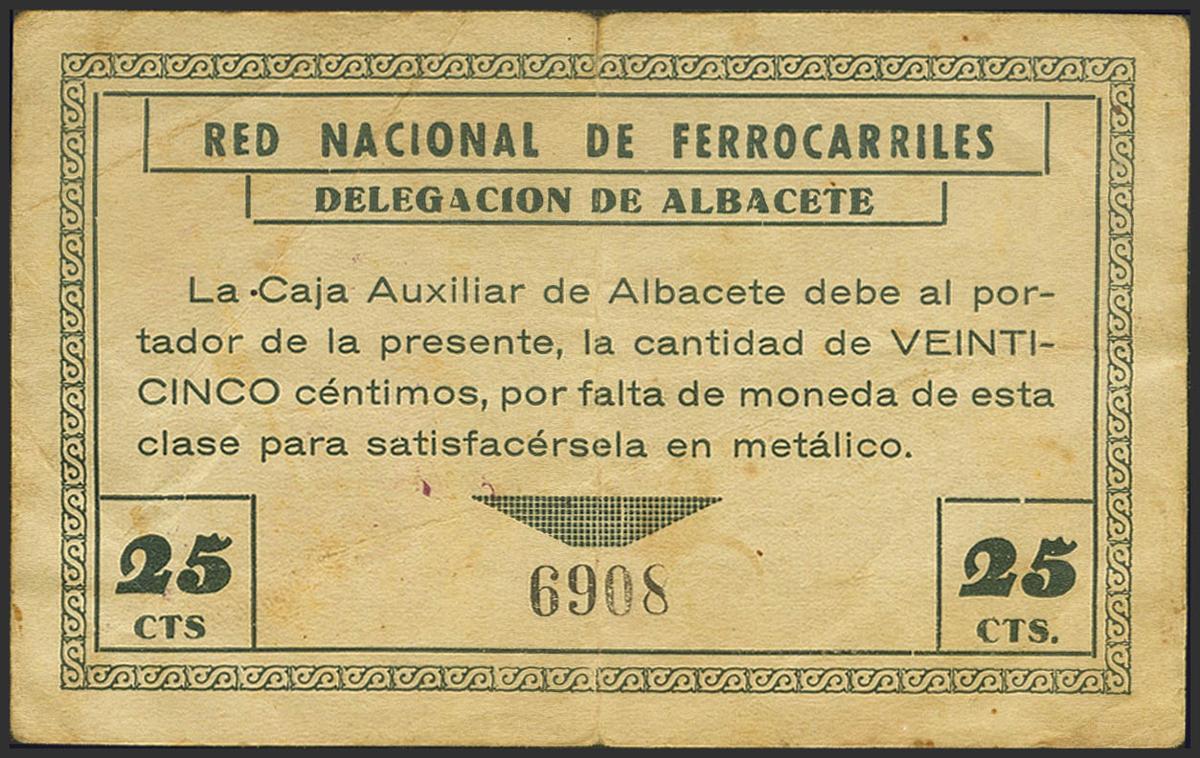 RED NACIONAL DE FERROCARRILES
DELEGACION DE ALBACETE
La Caja Auxiliar de Albacete debe al por-
tador de la presente, la cantidad de VEINTI-
CINCO céntimos, por falta de moneda de esta
clase para satisfacérsela en metálico.
25
CTS
6908
25
CTS.